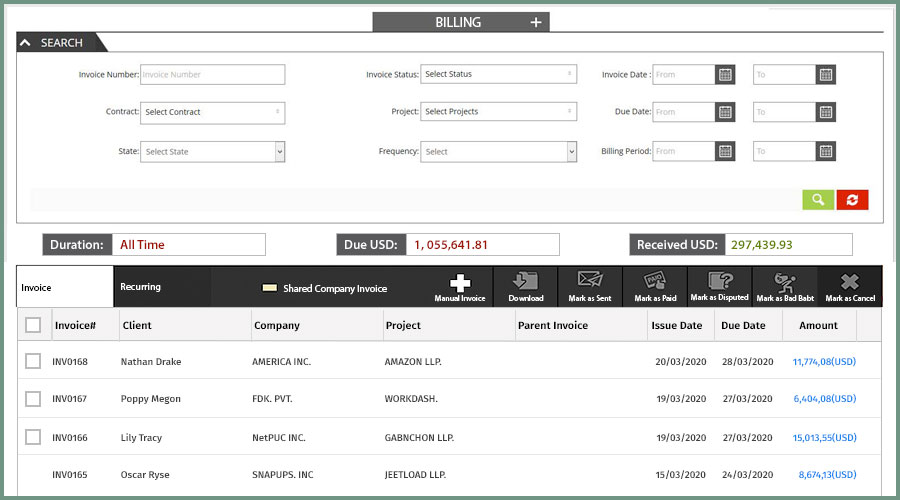 BILLING +
SEARCH
Invoice Number: Invoice Number Invoice Status: Select Status Invoice Date : From To
Contract: Select Contract Project: Select Projects Due Date: From To
State: Select State Frequency: Select Billing Period: From To
Duration: All Time Due USD: 1, 055,641.81 Received USD: 297,439.93
Invoice Recurring Shared Company Invoice Manual Invoice Download Mark as Sent PAID Mark as Paid Mark as Disputed Mark as Bad Babt Mark as Cancel
Invoice# Client Company Project Parent Invoice Issue Date Due Date Amount
INV0168 Nathan Drake AMERICA INC. AMAZON LLP. 20/03/2020 28/03/2020 11,774,08(USD)
INV0167 Poppy Megon FDK. PVT. WORKDASH. 19/03/2020 27/03/2020 6,404,08(USD)
INV0166 Lily Tracy NetPUC INC. GABNCHON LLP. 19/03/2020 27/03/2020 15,013,55(USD)
INV0165 Oscar Ryse SNAPUPS. INC JEETLOAD LLP. 15/03/2020 24/03/2020 8,674,13(USD)